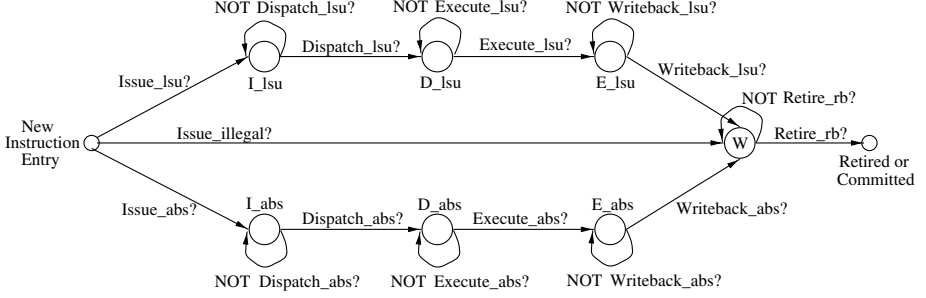 NOT Dispatch_lsu?
NOT Execute_lsu?
NOT Writeback_lsu?
Dispatch_lsu?
Execute_lsu?
Issue_lsu?
I_lsu
D_lsu
E_lsu
Writeback_lsu?
NOT Retire_rb?
New
Instruction
Entry
Issue_illegal?
W
Retire_rb?
Retired or
Committed
Issue_abs?
I_abs
Dispatch_abs?
D_abs
Execute_abs?
E_abs
Writeback_abs?
NOT Dispatch_abs?
NOT Execute_abs?
NOT Writeback_abs?